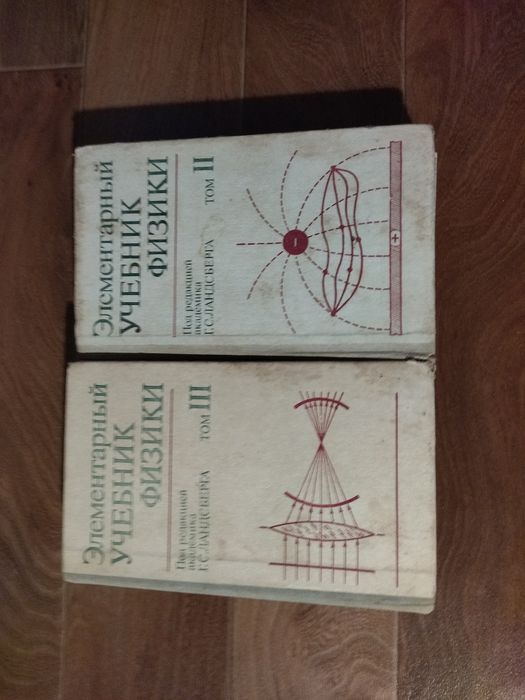 Элементарный
УЧЕБНИК
ФИЗИКИ
Под редакцией
академика
Г.С.ЛАНДСБЕРГА
ТОМ II
−
+
Элементарный
УЧЕБНИК
ФИЗИКИ
Под редакцией
академика
Г.С.ЛАНДСБЕРГА
ТОМ III